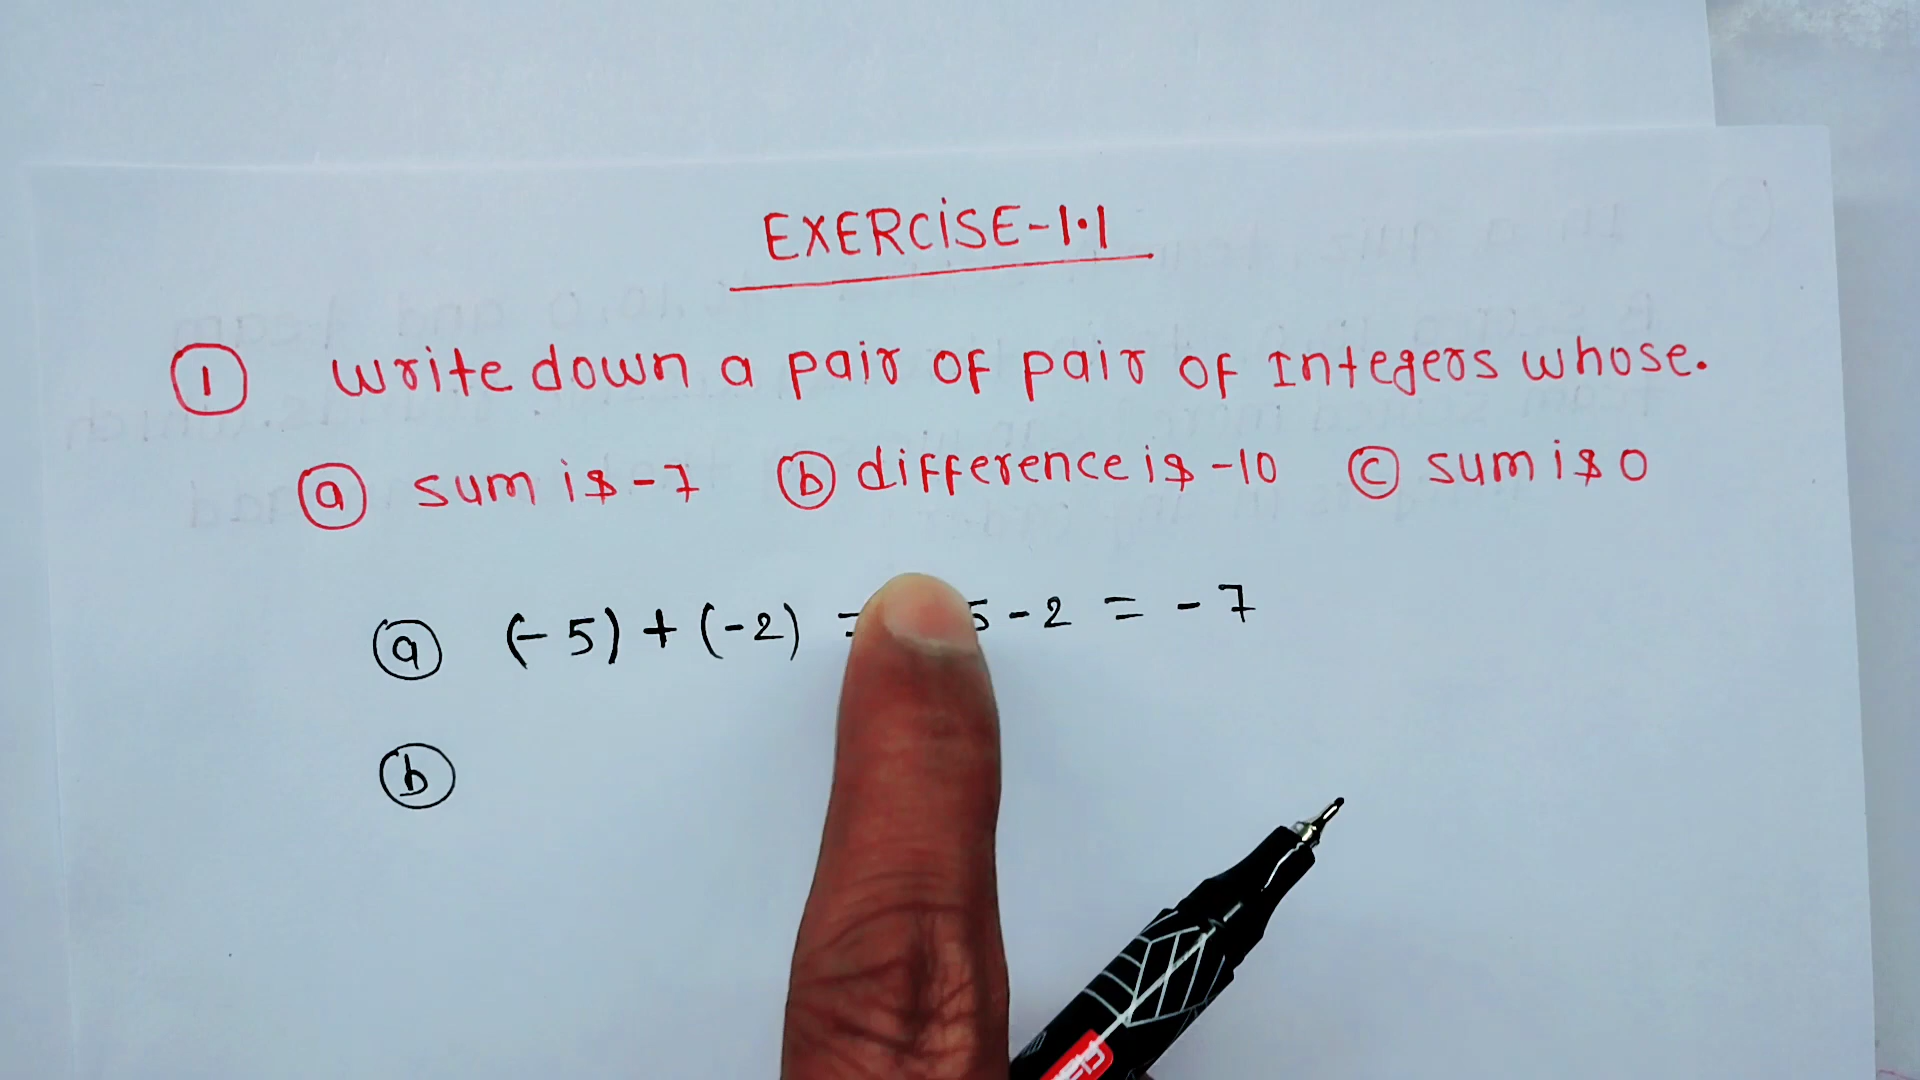 EXERCISE-1.1
1 write down a pair of pair of Integers whose.
a sum is -7 b difference is -10 c sum is 0
a (-5) + (-2) = 5 - 2 = - 7
b